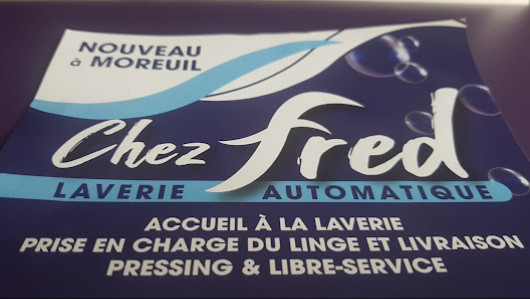 NOUVEAU
à MOREUIL
Chez fred
LAVERIE AUTOMATIQUE
ACCUEIL À LA LAVERIE
PRISE EN CHARGE DU LINGE ET LIVRAISON
PRESSING & LIBRE-SERVICE